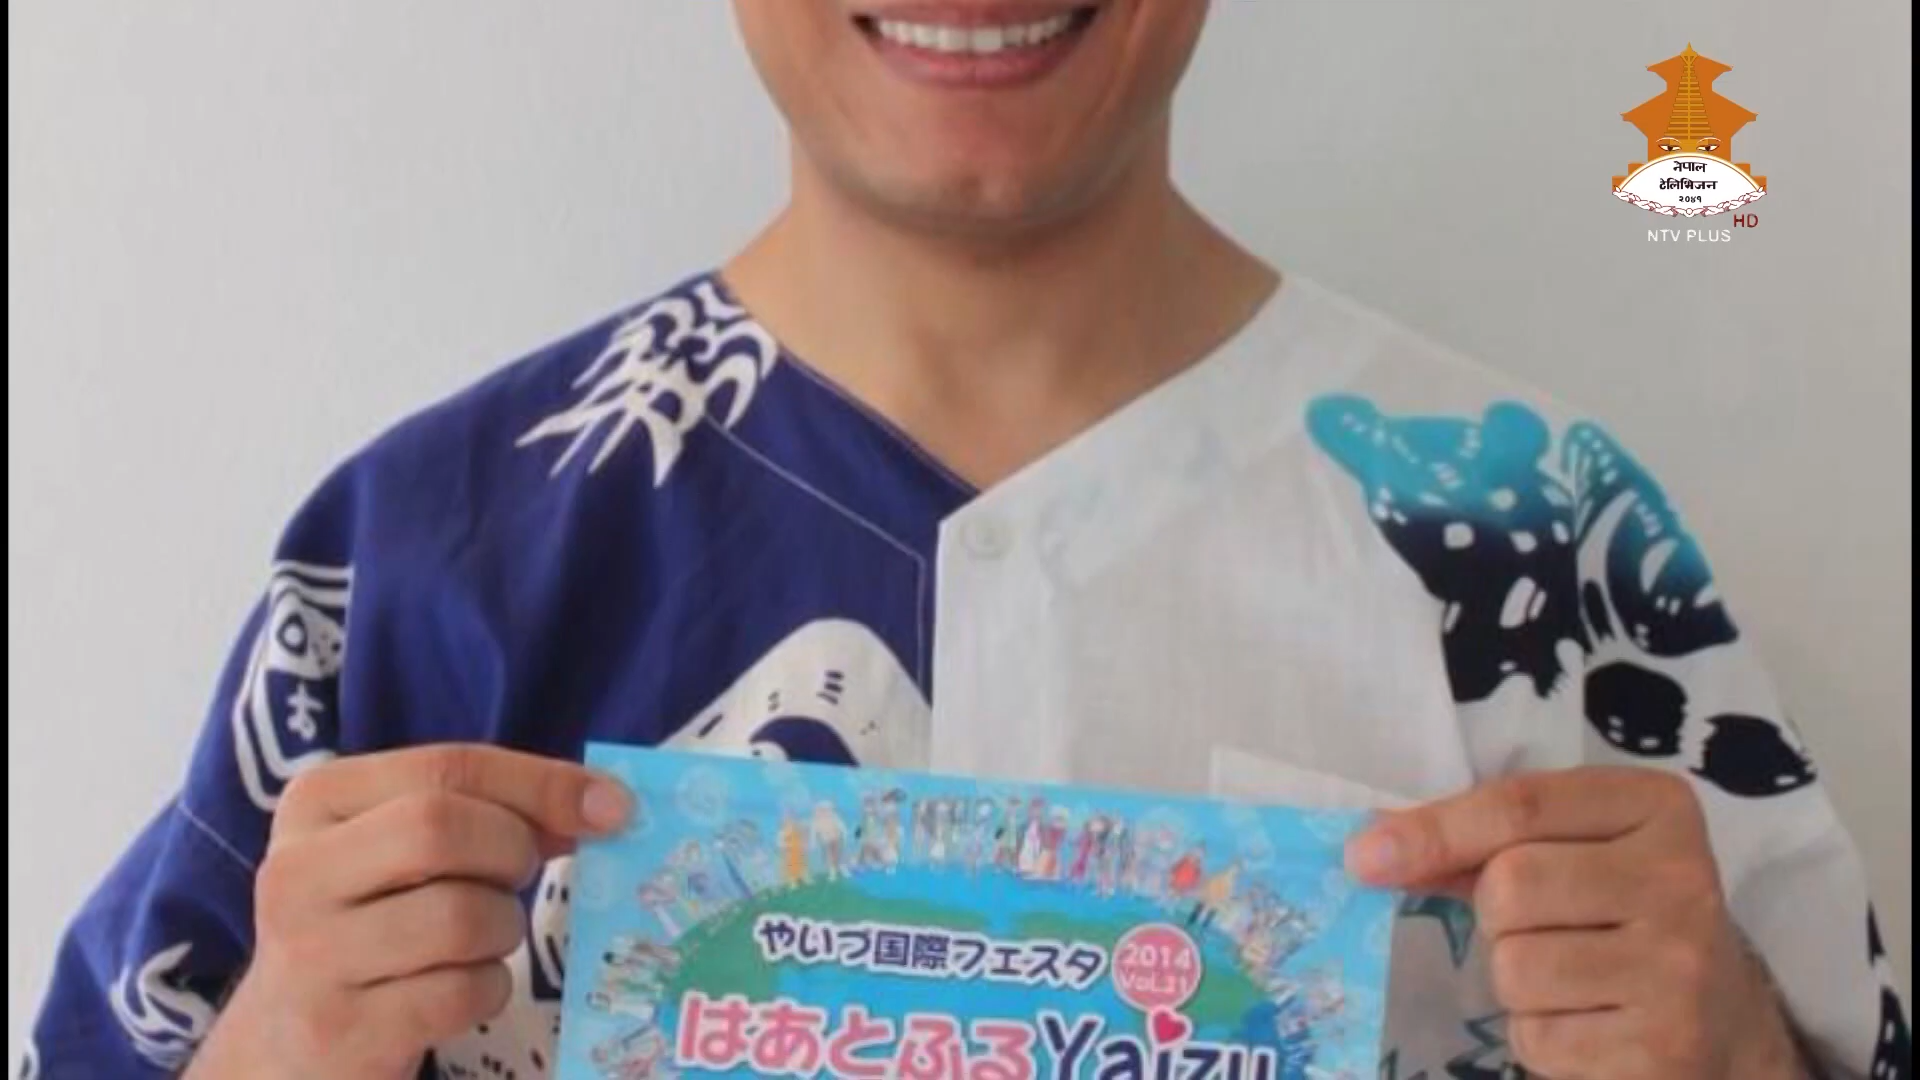 नेपाल
टेलिभिजन
२०४१
HD
NTV PLUS
やいづ国際フェスタ
2014
Vol.21
はあとふるYaizu